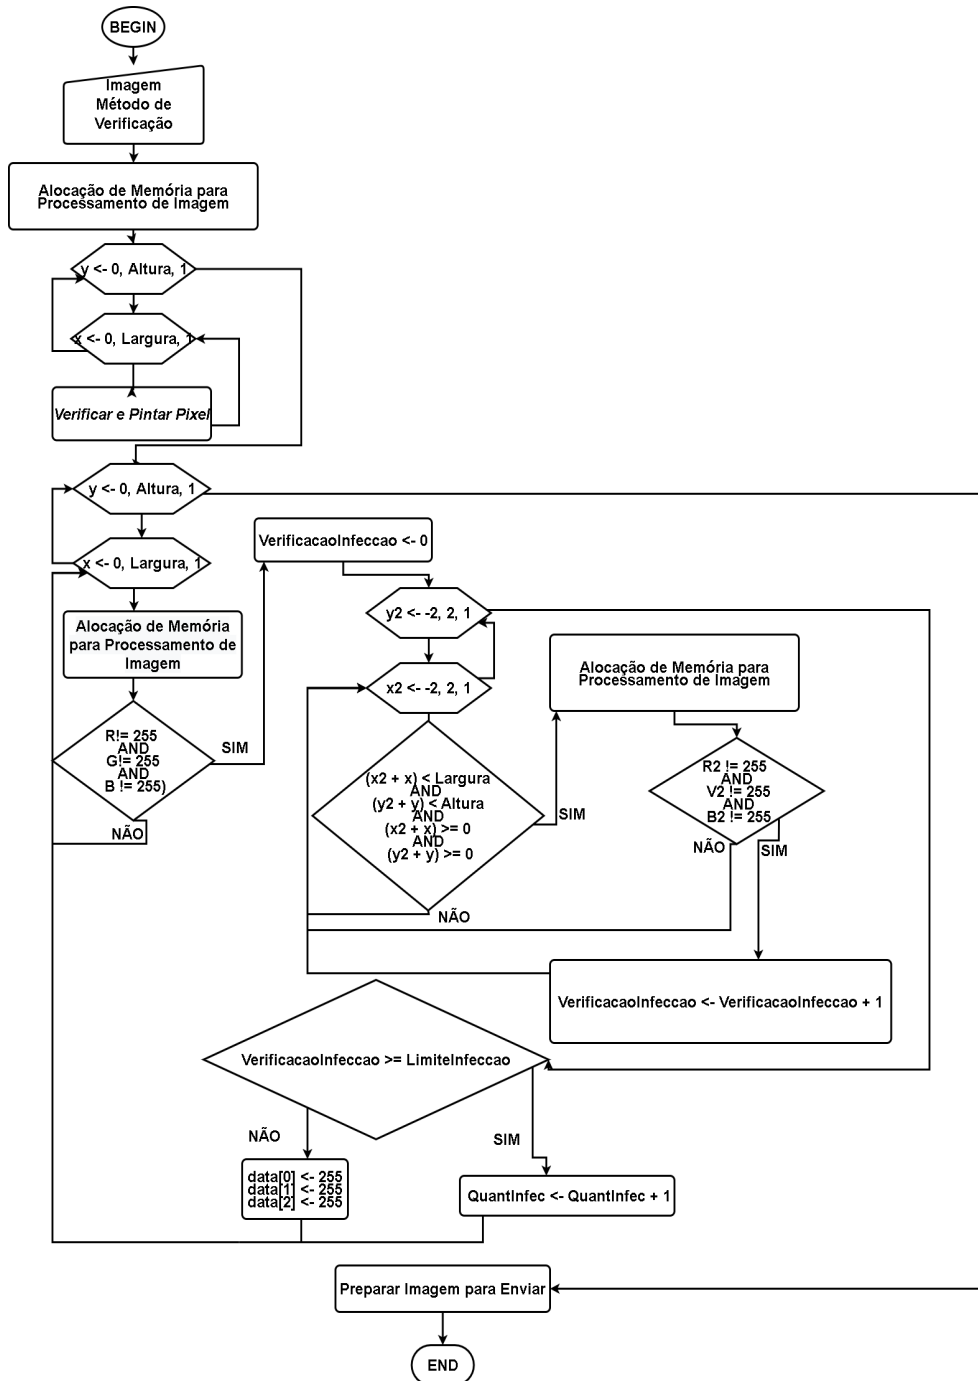 BEGIN
Imagem
Método de
Verificação
Alocação de Memória para
Processamento de Imagem
y <- 0, Altura, 1
x <- 0, Largura, 1
Verificar e Pintar Pixel
y <- 0, Altura, 1
x <- 0, Largura, 1
Alocação de Memória
para Processamento de
Imagem
R!= 255
AND
G!= 255
AND
B != 255)
SIM
NÃO
VerificacaoInfeccao <- 0
y2 <- -2, 2, 1
x2 <- -2, 2, 1
(x2 + x) < Largura
AND
(y2 + y) < Altura
AND
(x2 + x) >= 0
AND
(y2 + y) >= 0
SIM
NÃO
Alocação de Memória para
Processamento de Imagem
R2 != 255
AND
V2 != 255
AND
B2 != 255
NÃO
SIM
VerificacaoInfeccao <- VerificacaoInfeccao + 1
VerificacaoInfeccao >= LimiteInfeccao
NÃO
SIM
data[0] <- 255
data[1] <- 255
data[2] <- 255
QuantInfec <- QuantInfec + 1
Preparar Imagem para Enviar
END